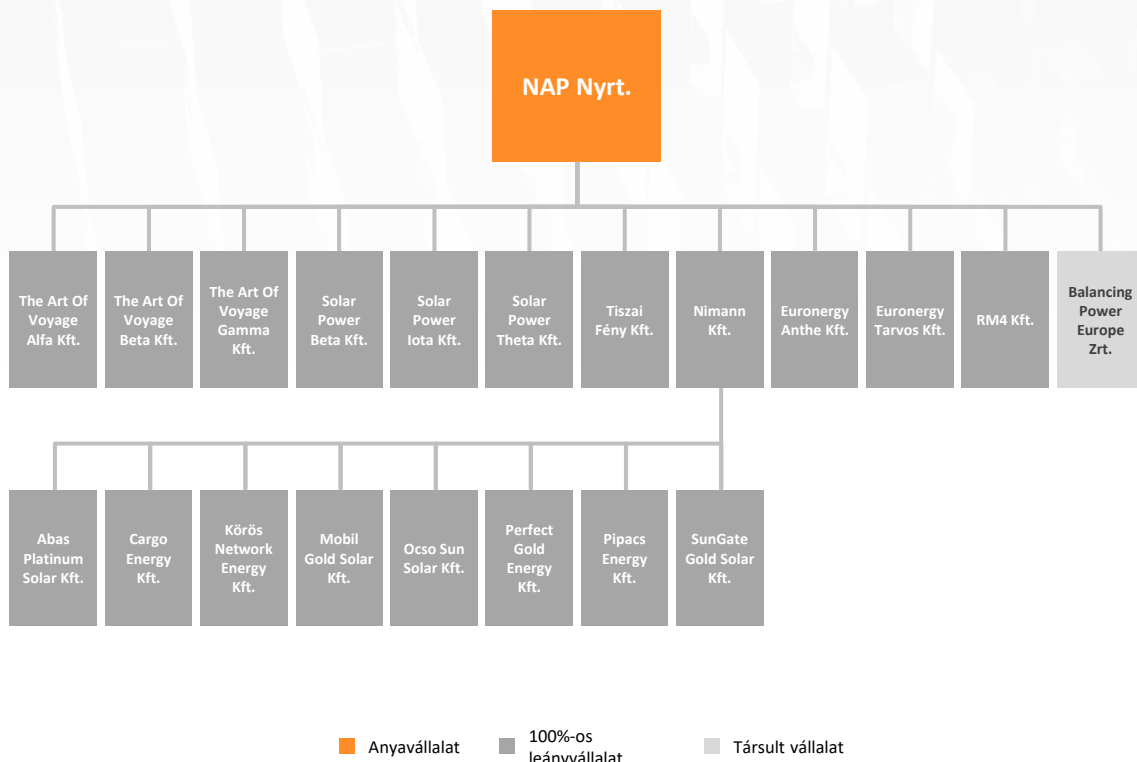 NAP Nyrt.
The Art Of
Voyage
Alfa Kft.
The Art Of
Voyage
Beta Kft.
The Art Of
Voyage
Gamma
Kft.
Solar
Power
Beta Kft.
Solar
Power
Iota Kft.
Solar
Power
Theta Kft.
Tiszai
Fény Kft.
Nimann
Kft.
Euronergy
Anthe Kft.
Euronergy
Tarvos Kft.
RM4 Kft.
Balancing
Power
Europe
Zrt.
Abas
Platinum
Solar Kft.
Cargo
Energy
Kft.
Körös
Network
Energy
Kft.
Mobil
Gold Solar
Kft.
Ocso Sun
Solar Kft.
Perfect
Gold
Energy
Kft.
Pipacs
Energy
Kft.
SunGate
Gold Solar
Kft.
Anyavállalat
100%-os
leányvállalat
Társult vállalat